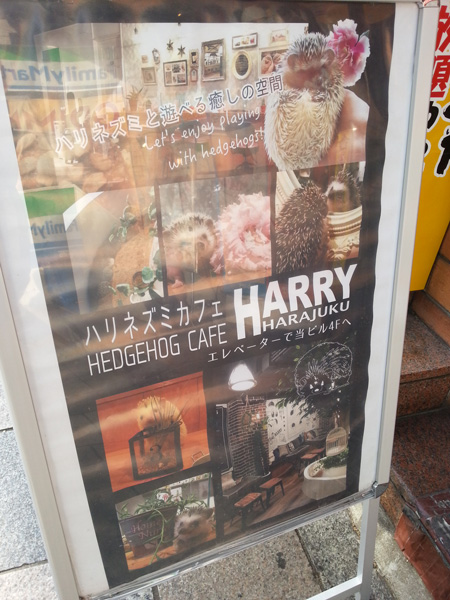 FamilyMart
ハリネズミと遊べる癒しの空間
Let's enjoy playing
with hedgehogs!
ハリネズミカフェ
HEDGEHOG CAFE
HARRY
HARAJUKU
エレベーターで当ビル4Fへ
題